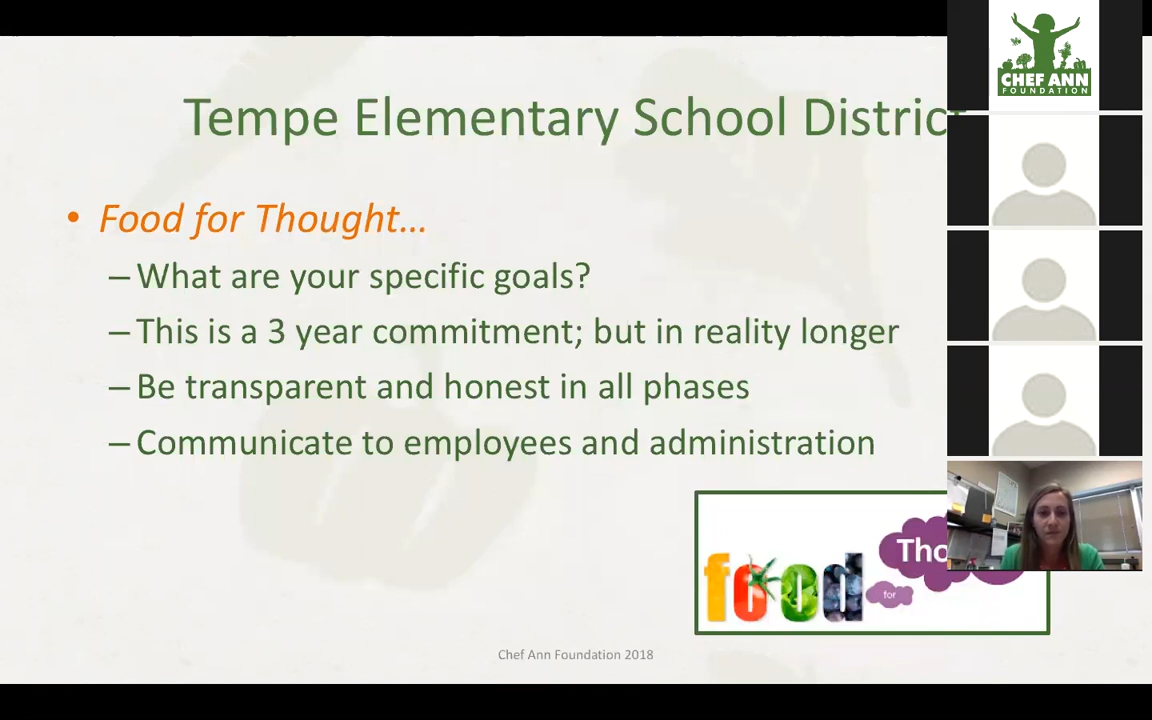 Tempe Elementary School District
• Food for Thought…
– What are your specific goals?
– This is a 3 year commitment; but in reality longer
– Be transparent and honest in all phases
– Communicate to employees and administration
food
for
Tho
Chef Ann Foundation 2018
CHEF ANN
FOUNDATION